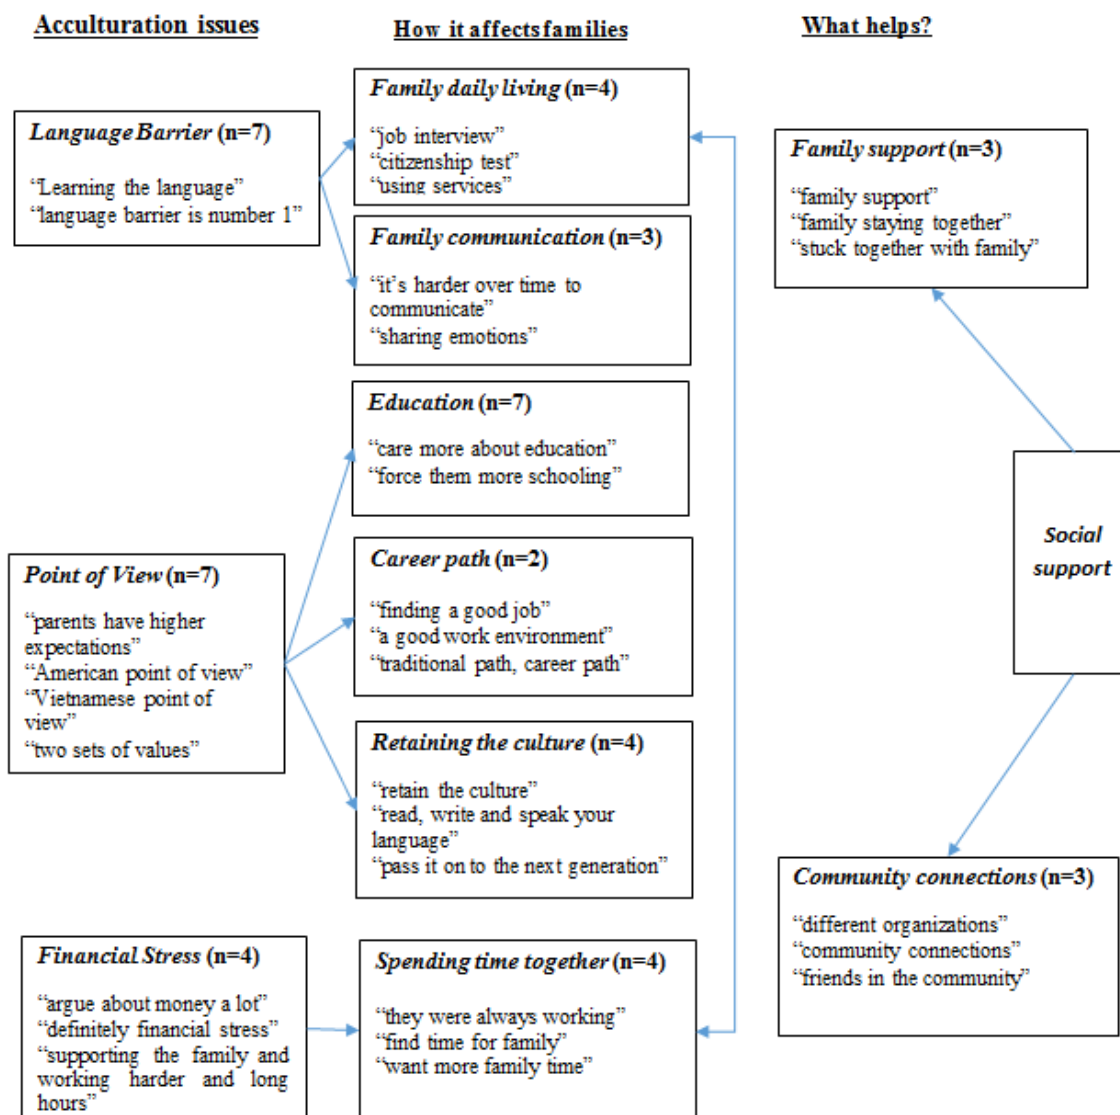 Acculturation issues
How it affects families
What helps?
Language Barrier (n=7)
“Learning the language”
“language barrier is number 1”
Point of View (n=7)
“parents have higher
expectations”
“American point of view”
“Vietnamese point of
view”
“two sets of values”
Financial Stress (n=4)
“argue about money a lot”
“definitely financial stress”
“supporting the family and
working harder and long
hours”
Family daily living (n=4)
“job interview”
“citizenship test”
“using services”
Family communication (n=3)
“it’s harder over time to
communicate”
“sharing emotions”
Education (n=7)
“care more about education”
“force them more schooling”
Career path (n=2)
“finding a good job”
“a good work environment”
“traditional path, career path”
Retaining the culture (n=4)
“retain the culture”
“read, write and speak your
language”
“pass it on to the next generation”
Spending time together (n=4)
“they were always working”
“find time for family”
“want more family time”
Family support (n=3)
“family support”
“family staying together”
“stuck together with family”
Social
support
Community connections (n=3)
“different organizations”
“community connections”
“friends in the community”